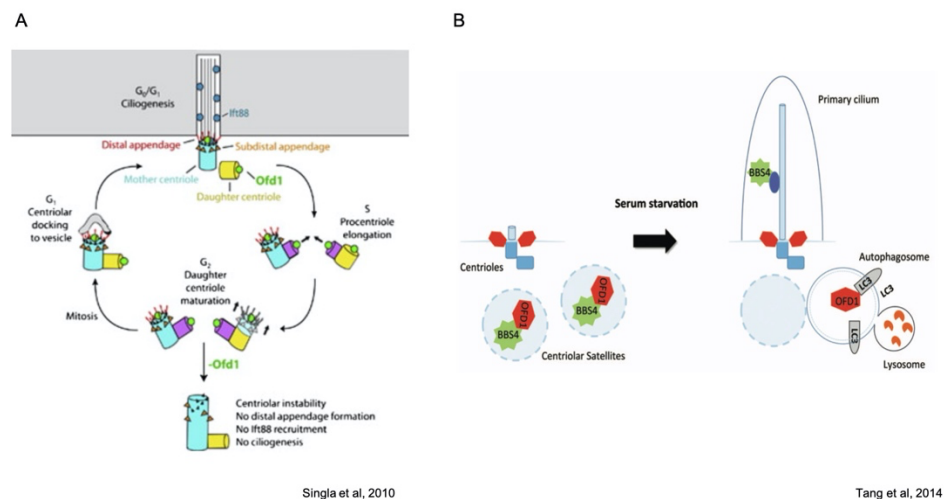 A
G₀/G₁
Ciliogenesis
Ift88
Distal appendage
Subdistal appendage
Mother centriole
Ofd1
Daughter centriole
G₁
Centriolar
docking
to vesicle
S
Procentriole
elongation
G₂
Daughter
centriole
maturation
Mitosis
-Ofd1
Centriolar instability
No distal appendage formation
No Ift88 recruitment
No ciliogenesis
Singla et al, 2010
B
Primary cilium
BBS4
Serum starvation
Centrioles
OFD1
BBS4
OFD1
BBS4
Centriolar Satellites
Autophagosome
LC3
LC3
OFD1
LC3
Lysosome
Tang et al, 2014